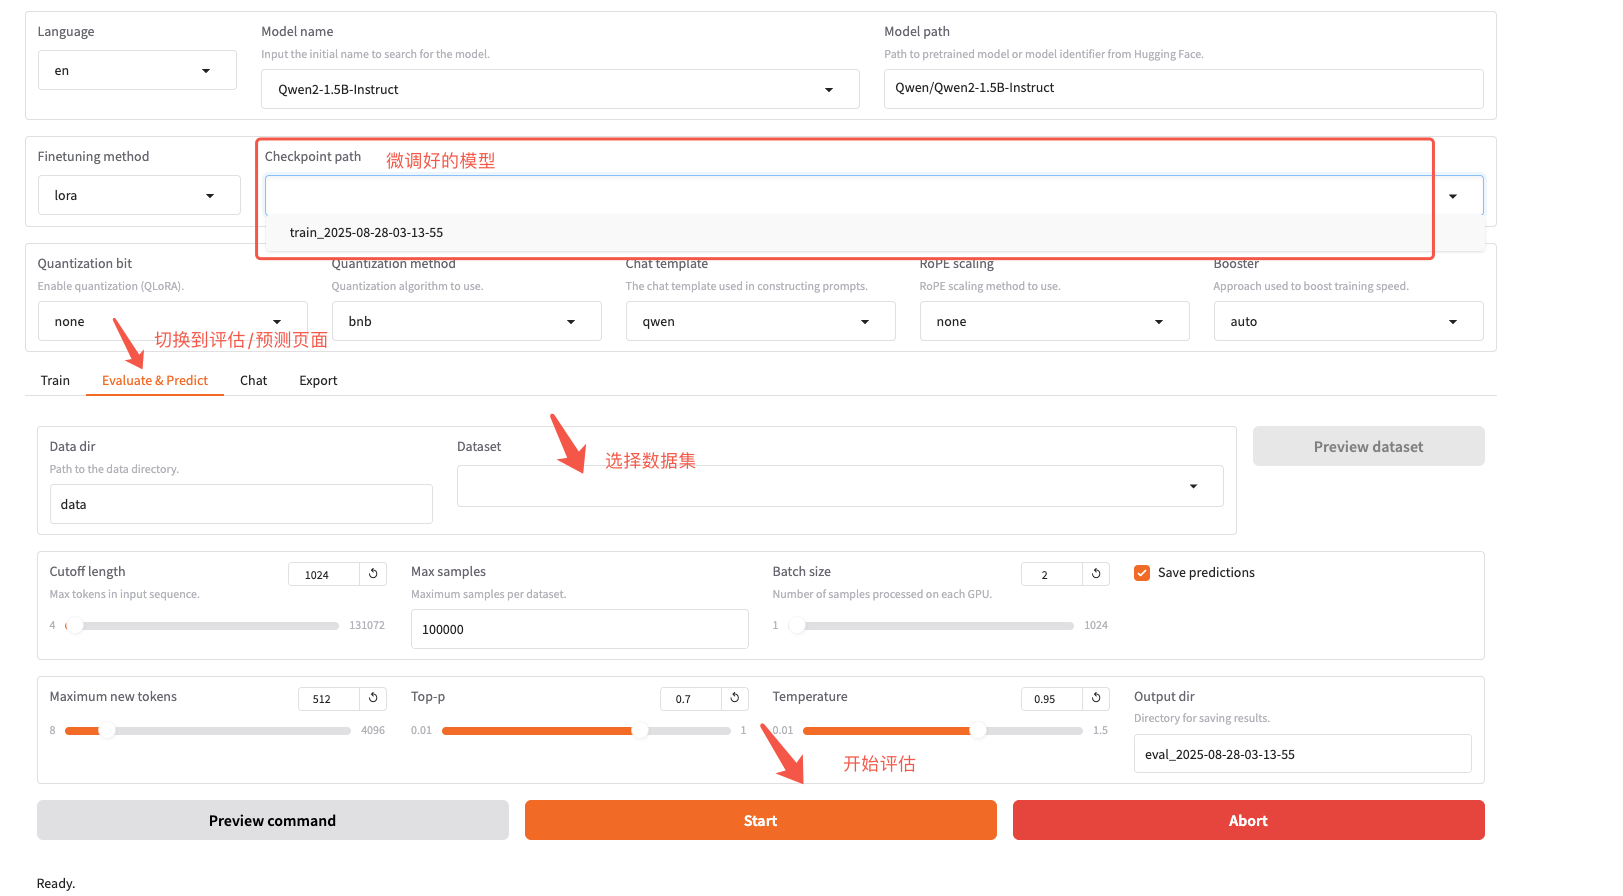 Language
Model name
Model path
Input the initial name to search for the model.
Path to pretrained model or model identifier from Hugging Face.
en
Qwen2-1.5B-Instruct
Qwen/Qwen2-1.5B-Instruct
Finetuning method
Checkpoint path
微调好的模型
lora
train_2025-08-28-03-13-55
Quantization bit
Quantization method
Chat template
RoPE scaling
Booster
Enable quantization (QLoRA).
Quantization algorithm to use.
The chat template used in constructing prompts.
RoPE scaling method to use.
Approach used to boost training speed.
none
bnb
qwen
none
auto
切换到评估/预测页面
Train
Evaluate & Predict
Chat
Export
Data dir
Dataset
选择数据集
Preview dataset
Path to the data directory.
data
Cutoff length
1024
Max samples
Batch size
2
Save predictions
Max tokens in input sequence.
Maximum samples per dataset.
Number of samples processed on each GPU.
4
131072
100000
1
1024
Maximum new tokens
512
Top-p
0.7
Temperature
0.95
Output dir
Directory for saving results.
8
4096
0.01
1
0.01
1.5
eval_2025-08-28-03-13-55
开始评估
Preview command
Start
Abort
Ready.